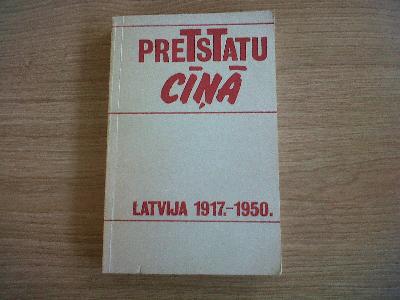 PRETSTATU
CĪŅĀ
LATVIJA 1917.-1950.